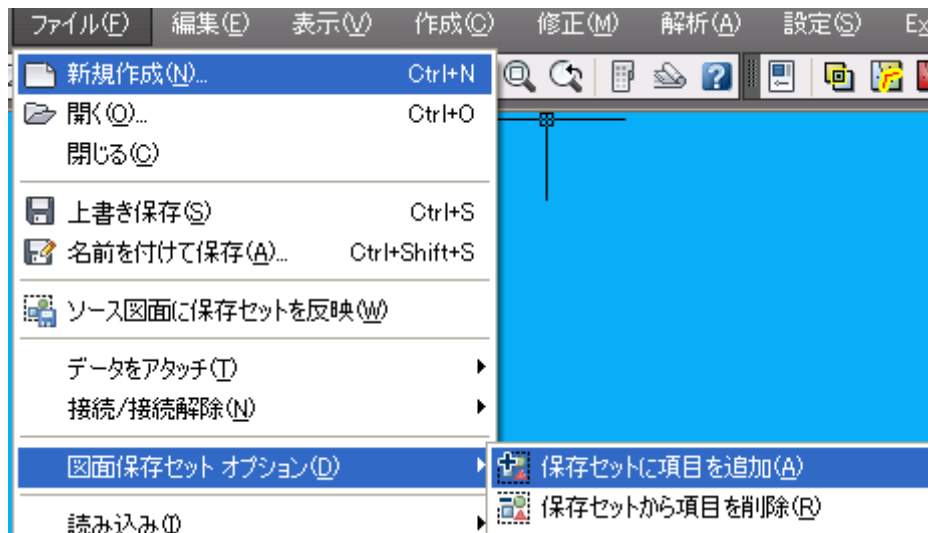 ファイル(F) 編集(E) 表示(V) 作成(C) 修正(M) 解析(A) 設定(S) Ex
新規作成(N)... Ctrl+N
開く(O)... Ctrl+O
閉じる(C)
上書き保存(S) Ctrl+S
名前を付けて保存(A)... Ctrl+Shift+S
ソース図面に保存セットを反映(W)
データをアタッチ(T)
接続/接続解除(N)
図面保存セット オプション(D) 保存セットに項目を追加(A)
保存セットから項目を削除(R)
読み込み(I)